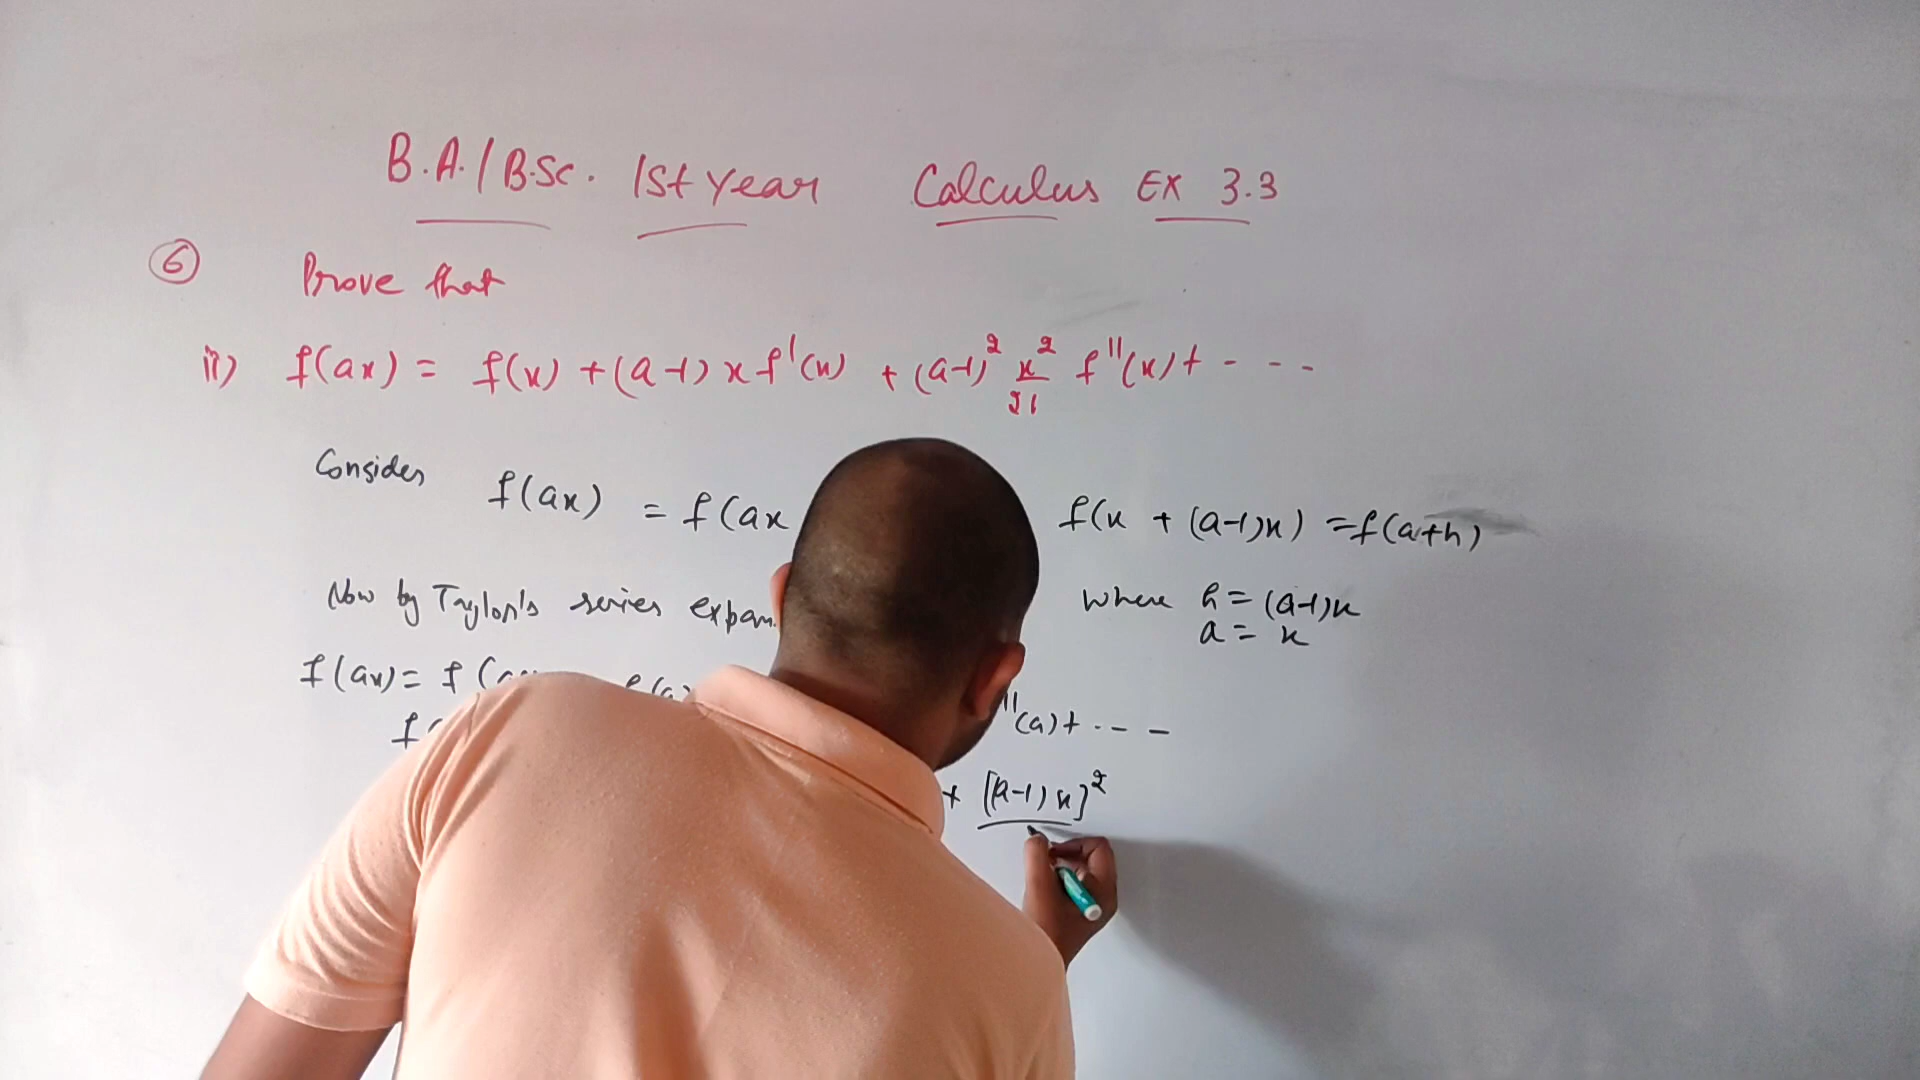 B.A./B.Sc. 1st year Calculus EX 3.3
6 Prove that
ii) f(ax) = f(x) + (a-1) x f'(x) + (a-1)² x²/2! f''(x) + - - -
Consider f(ax) = f(ax f(x + (a-1)x) = f(a+h)
Now by Taylor's series where h = (a-1)x
a = x
f(ax) = f(
f( ''(a) + - - -
+ [(a-1)x]²